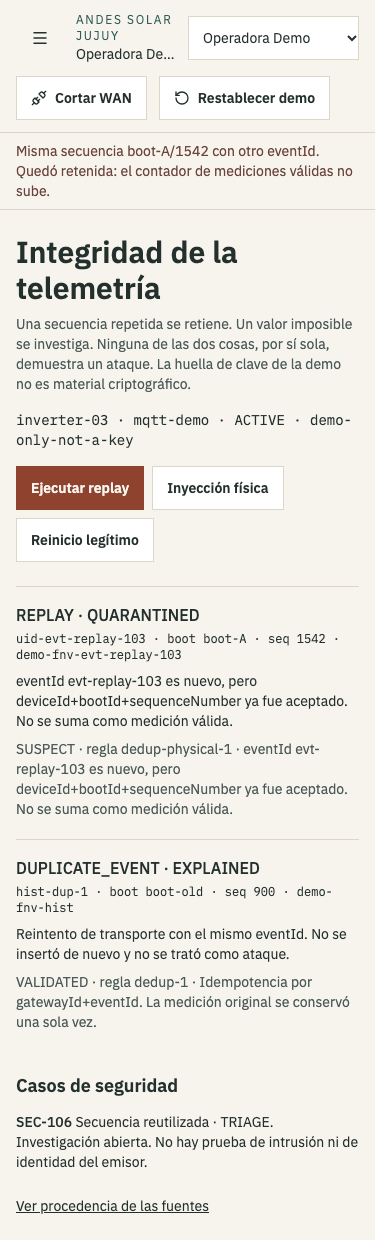 ANDES SOLAR
JUJUY
Operadora De...
Operadora Demo
Cortar WAN
Restablecer demo
Misma secuencia boot-A/1542 con otro eventId.
Quedó retenida: el contador de mediciones válidas no
sube.
Integridad de la
telemetría
Una secuencia repetida se retiene. Un valor imposible
se investiga. Ninguna de las dos cosas, por sí sola,
demuestra un ataque. La huella de clave de la demo
no es material criptográfico.
inverter-03 · mqtt-demo · ACTIVE · demo-
only-not-a-key
Ejecutar replay
Inyección física
Reinicio legítimo
REPLAY · QUARANTINED
uid-evt-replay-103 · boot boot-A · seq 1542 ·
demo-fnv-evt-replay-103
eventId evt-replay-103 es nuevo, pero
deviceId+bootId+sequenceNumber ya fue aceptado.
No se suma como medición válida.
SUSPECT · regla dedup-physical-1 · eventId evt-
replay-103 es nuevo, pero
deviceId+bootId+sequenceNumber ya fue aceptado.
No se suma como medición válida.
DUPLICATE_EVENT · EXPLAINED
hist-dup-1 · boot boot-old · seq 900 · demo-
fnv-hist
Reintento de transporte con el mismo eventId. No se
insertó de nuevo y no se trató como ataque.
VALIDATED · regla dedup-1 · Idempotencia por
gatewayId+eventId. La medición original se conservó
una sola vez.
Casos de seguridad
SEC-106 Secuencia reutilizada · TRIAGE.
Investigación abierta. No hay prueba de intrusión ni de
identidad del emisor.
Ver procedencia de las fuentes